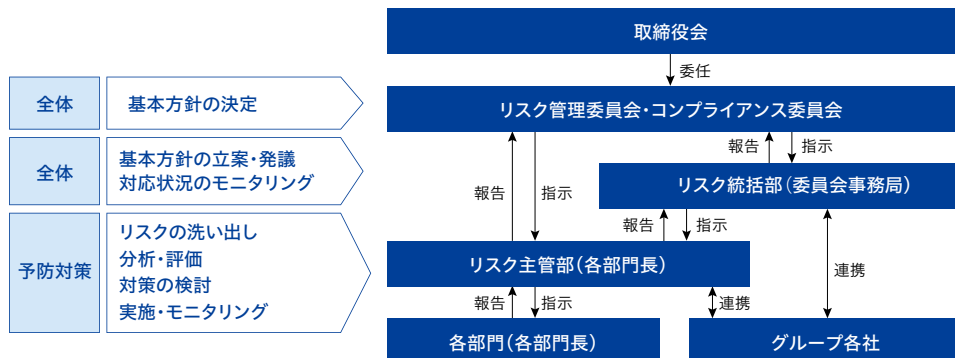 取締役会
委任
全体
基本方針の決定
リスク管理委員会・コンプライアンス委員会
全体
基本方針の立案・発議
対応状況のモニタリング
報告
指示
リスク統括部(委員会事務局)
報告
指示
報告
指示
予防対策
リスクの洗い出し
分析・評価
対策の検討
実施・モニタリング
リスク主管部(各部門長)
連携
報告
指示
連携
各部門(各部門長)
グループ各社